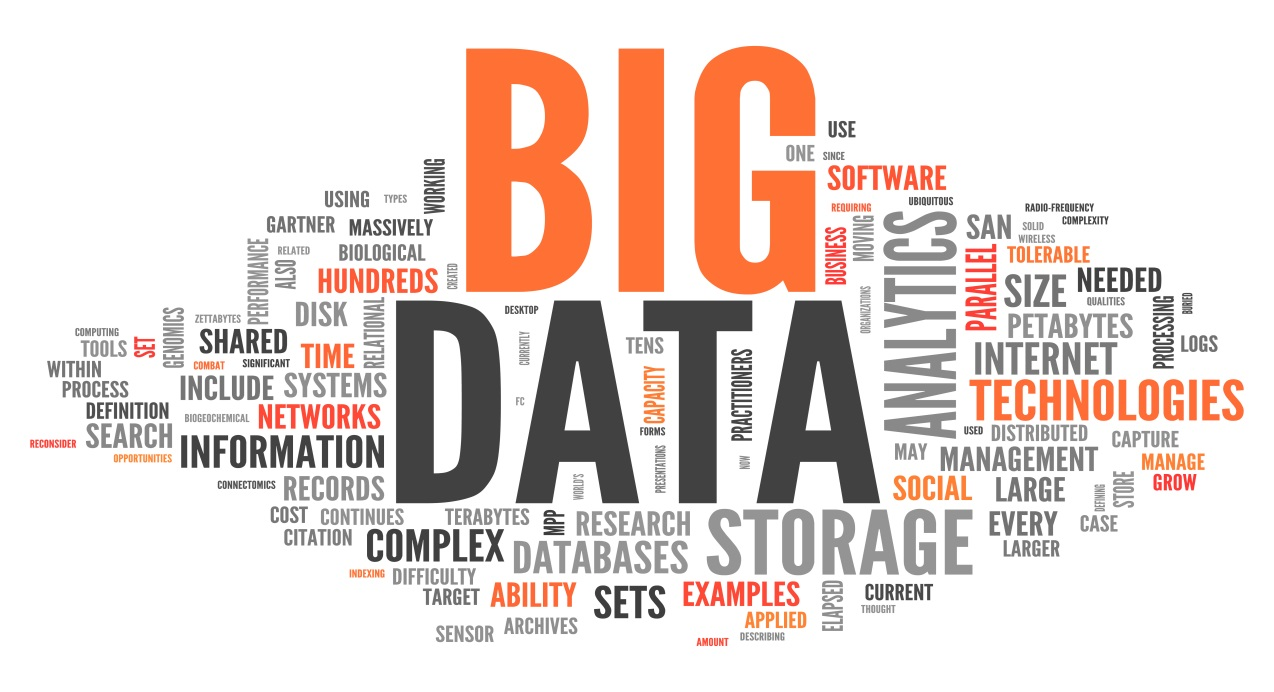 BIG
DATA
USE
ONE
SINCE
SOFTWARE
WORKING
USING
TYPES
REQUIRING
UBIQUITOUS
RADIO-FREQUENCY
COMPLEXITY
GARTNER
MASSIVELY
BUSINESS
MOVING
ANALYTICS
SAN
SOLID
WIRELESS
RELATED
BIOLOGICAL
PARALLEL
TOLERABLE
PERFORMANCE
ALSO
HUNDREDS
CREATED
SIZE
NEEDED
QUALITIES
ORGANIZATIONS
PROCESSING
BURIED
ZETTABYTES
DISK
RELATIONAL
DESKTOP
PETABYTES
COMPUTING
TOOLS
SET
GENOMICS
SHARED
CURRENTLY
TENS
INTERNET
LOGS
COMBAT
SIGNIFICANT
TIME
PRACTITIONERS
WITHIN
PROCESS
INCLUDE
SYSTEMS
CAPACITY
FC
TECHNOLOGIES
DEFINITION
BIOGEOCHEMICAL
NETWORKS
FORMS
USED
DISTRIBUTED
CAPTURE
RECONSIDER
SEARCH
OPPORTUNITIES
INFORMATION
PRESENTATIONS
NOW
MAY
MANAGEMENT
MANAGE
GROW
CONNECTOMICS
RECORDS
WORLD'S
SOCIAL
LARGE
DEFINING
STORE
COST
CONTINUES
TERABYTES
MPP
RESEARCH
STORAGE
EVERY
CASE
CITATION
COMPLEX
DATABASES
LARGER
INDEXING
DIFFICULTY
TARGET
ABILITY
SETS
EXAMPLES
ELAPSED
CURRENT
THOUGHT
SENSOR
ARCHIVES
APPLIED
AMOUNT
DESCRIBING